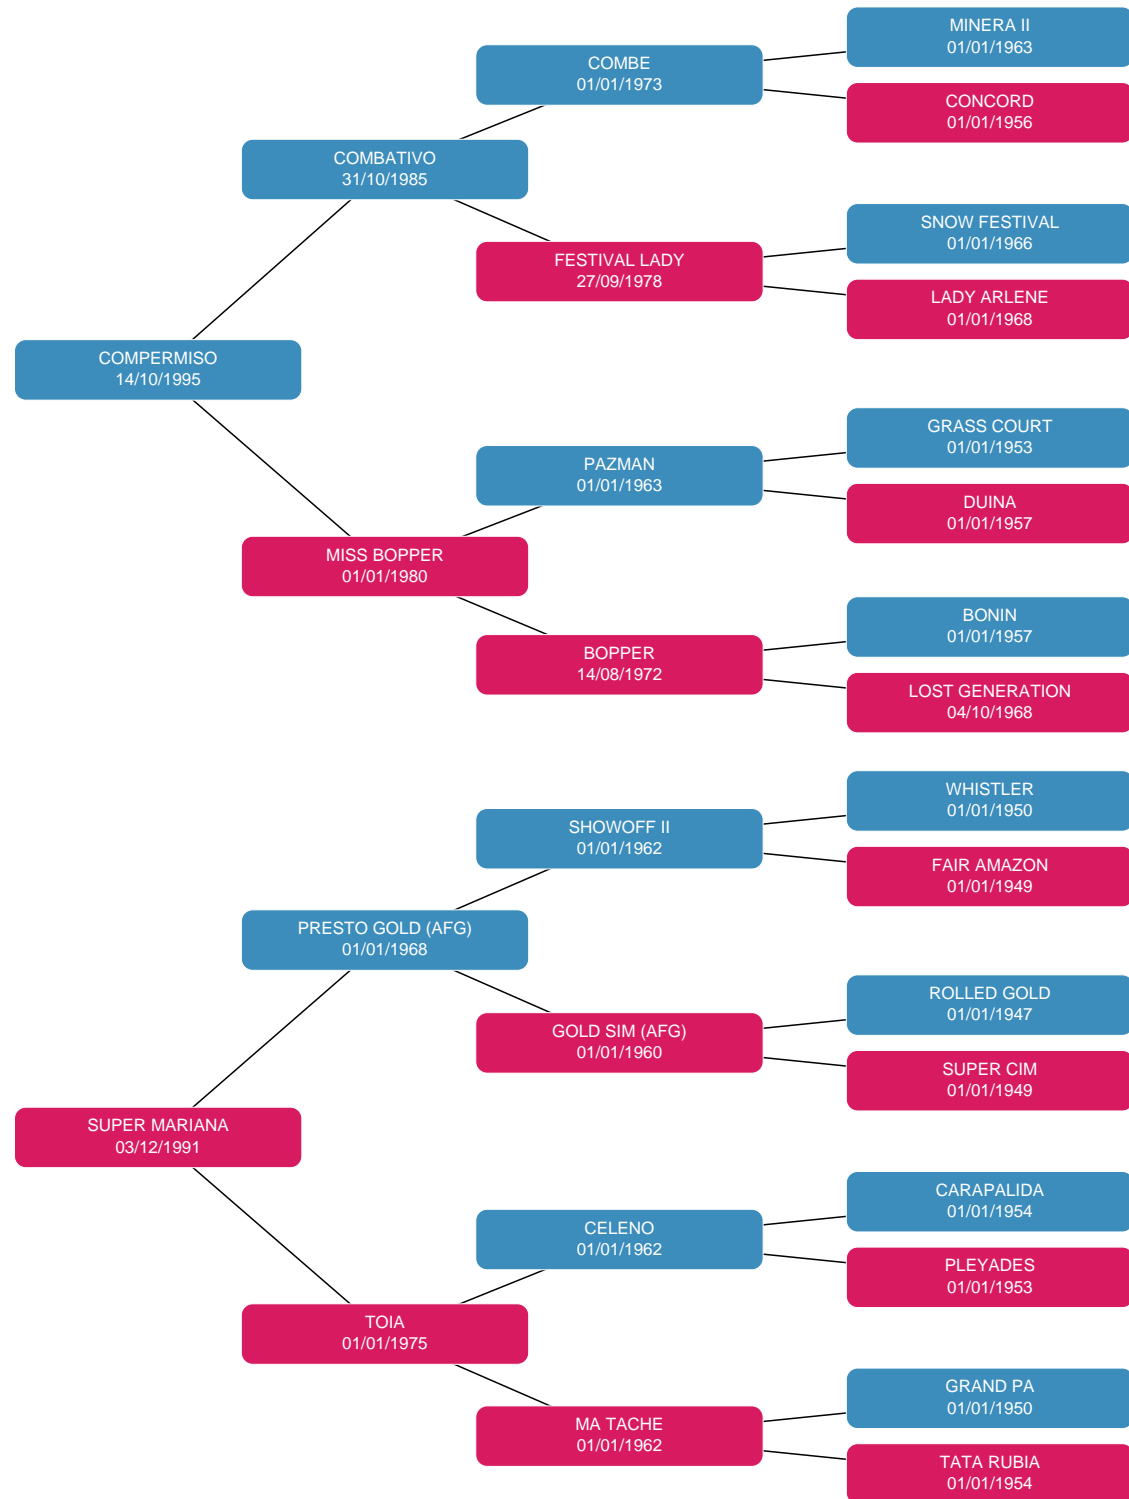 MINERA II
01/01/1963
COMBE
01/01/1973
CONCORD
01/01/1956
COMBATIVO
31/10/1985
SNOW FESTIVAL
01/01/1966
FESTIVAL LADY
27/09/1978
LADY ARLENE
01/01/1968
COMPERMISO
14/10/1995
GRASS COURT
01/01/1953
PAZMAN
01/01/1963
DUINA
01/01/1957
MISS BOPPER
01/01/1980
BONIN
01/01/1957
BOPPER
14/08/1972
LOST GENERATION
04/10/1968
WHISTLER
01/01/1950
SHOWOFF II
01/01/1962
FAIR AMAZON
01/01/1949
PRESTO GOLD (AFG)
01/01/1968
ROLLED GOLD
01/01/1947
GOLD SIM (AFG)
01/01/1960
SUPER CIM
01/01/1949
SUPER MARIANA
03/12/1991
CARAPALIDA
01/01/1954
CELENO
01/01/1962
PLEYADES
01/01/1953
TOIA
01/01/1975
GRAND PA
01/01/1950
MA TACHE
01/01/1962
TATA RUBIA
01/01/1954